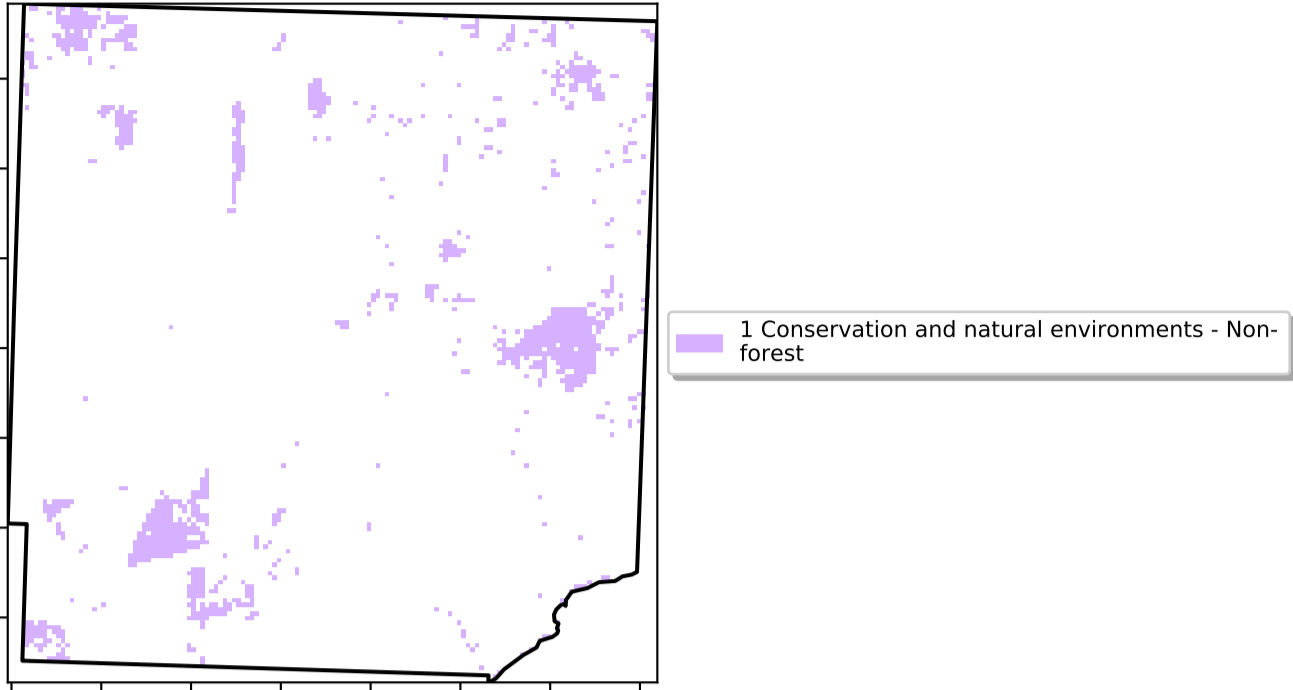 1 Conservation and natural environments - Non-
forest